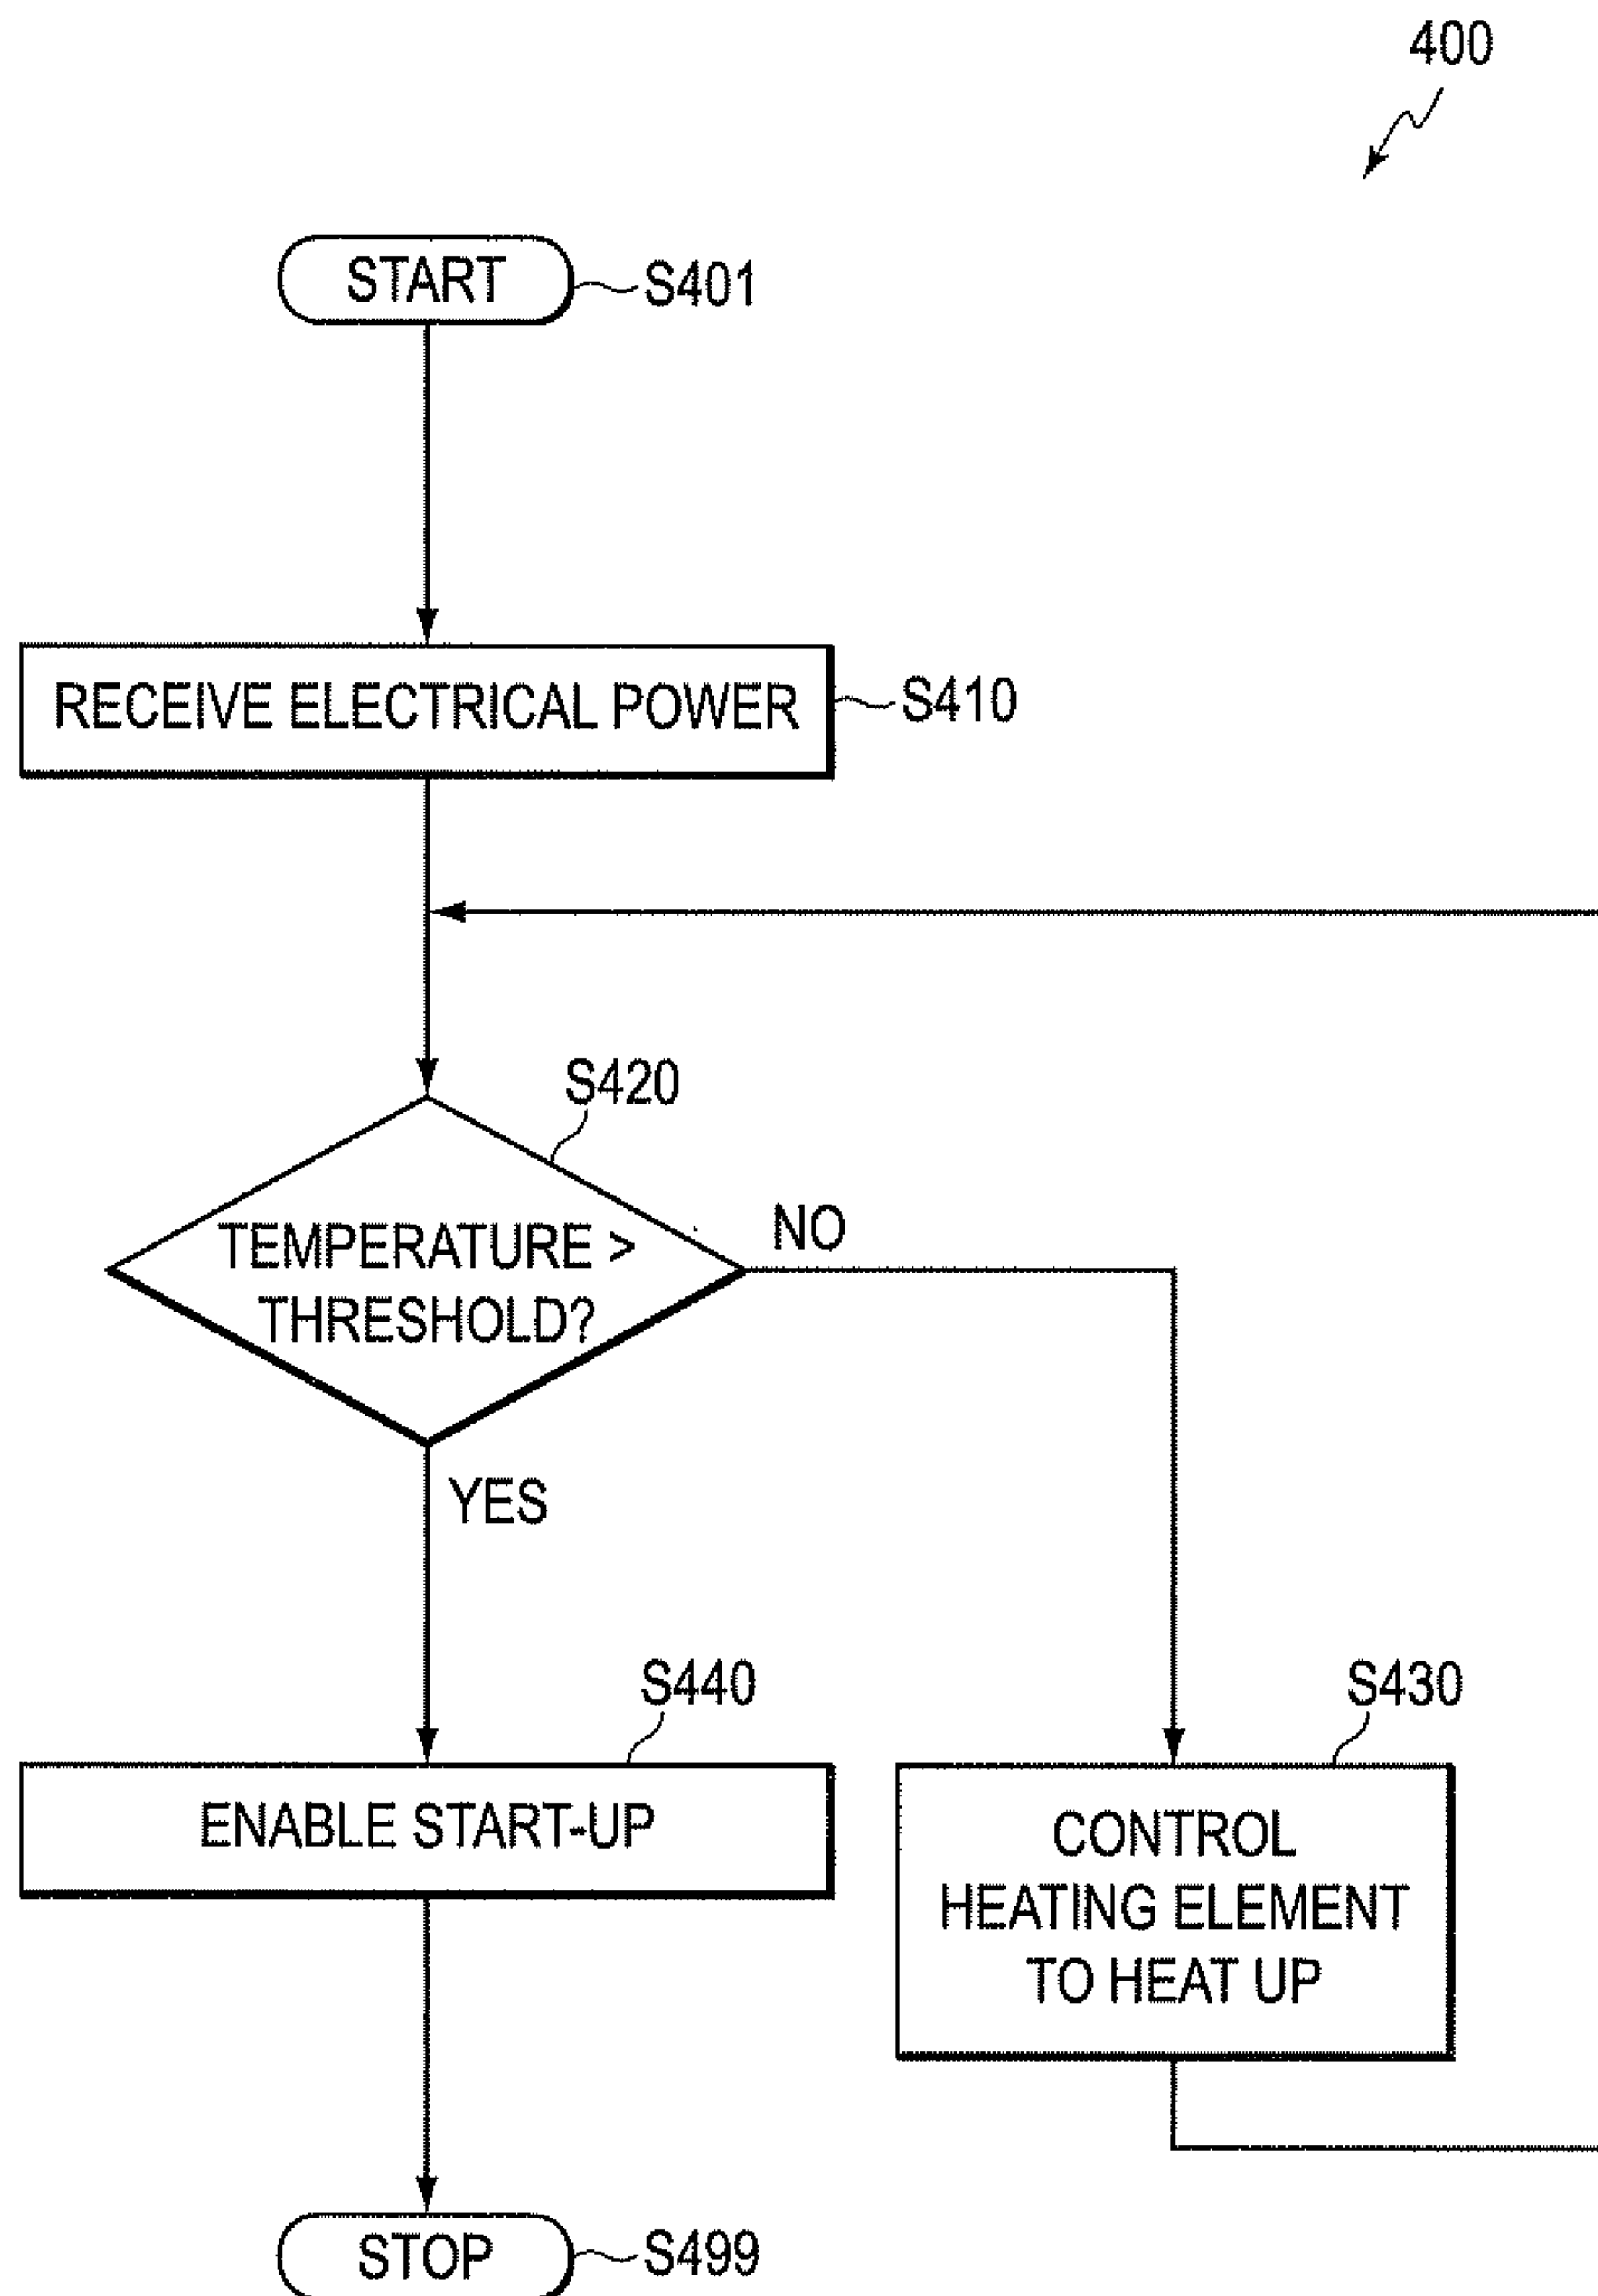 400
START
S401
RECEIVE ELECTRICAL POWER
S410
S420
TEMPERATURE >
THRESHOLD?
NO
YES
S440
ENABLE START-UP
S430
CONTROL
HEATING ELEMENT
TO HEAT UP
STOP
S499